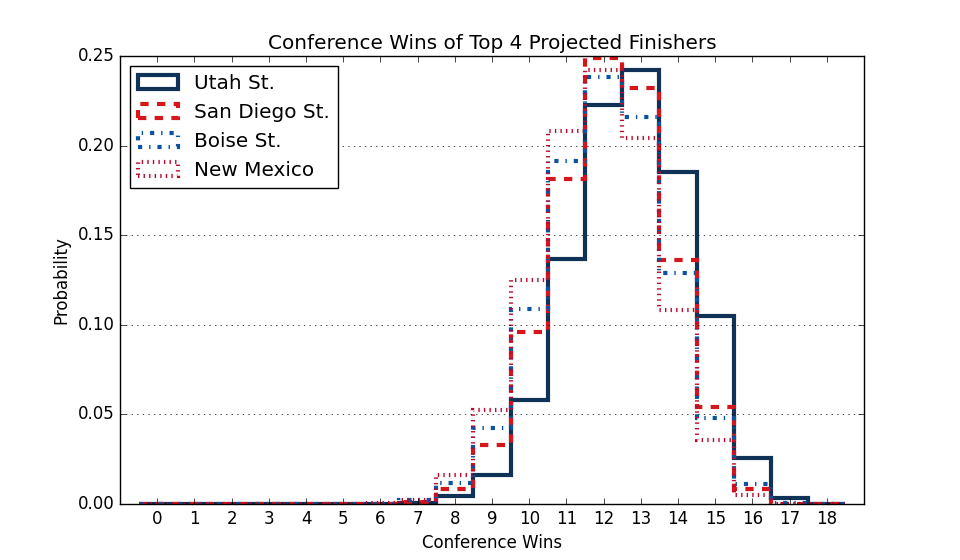 Conference Wins of Top 4 Projected Finishers
0.25
Utah St.
San Diego St.
Boise St.
New Mexico
0.20
0.15
0.10
0.05
0.00
Probability
0 1 2 3 4 5 6 7 8 9 10 11 12 13 14 15 16 17 18
Conference Wins